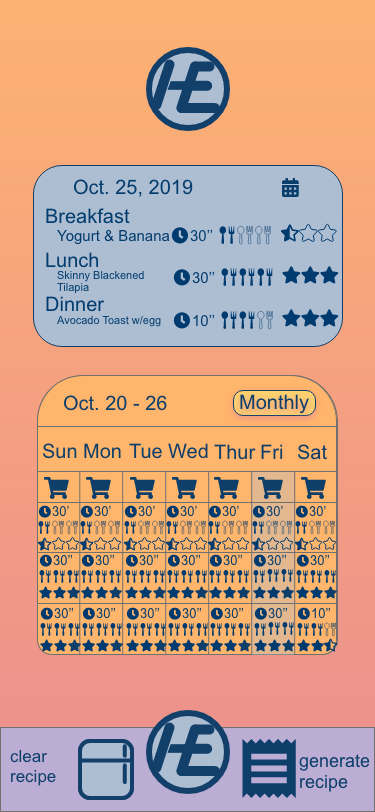 HE
Oct. 25, 2019
Breakfast
Yogurt & Banana 30''
Lunch
Skinny Blackened
Tilapia
30''
Dinner
Avocado Toast w/egg 10''
Oct. 20 - 26 Monthly
Sun Mon Tue Wed Thur Fri Sat
30' 30' 30' 30' 30' 30' 30'
30'' 30'' 30'' 30'' 30'' 30'' 30''
30'' 30'' 30'' 30'' 30'' 30'' 10''
HE
clear
recipe
generate
recipe